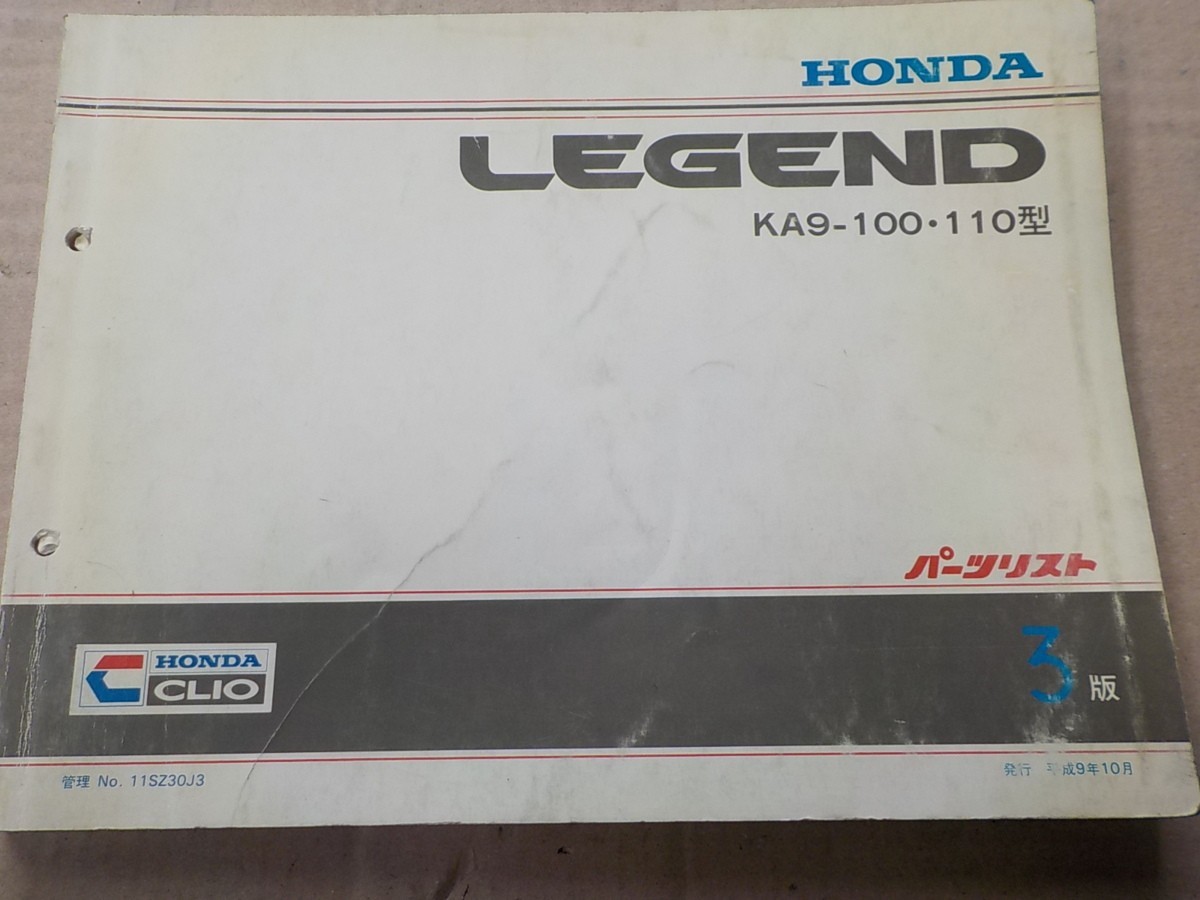 HONDA
LEGEND
KA9-100・110型
パーツリスト
HONDA
CLIO
3版
管理 No. 11SZ30J3
発行 平成9年10月